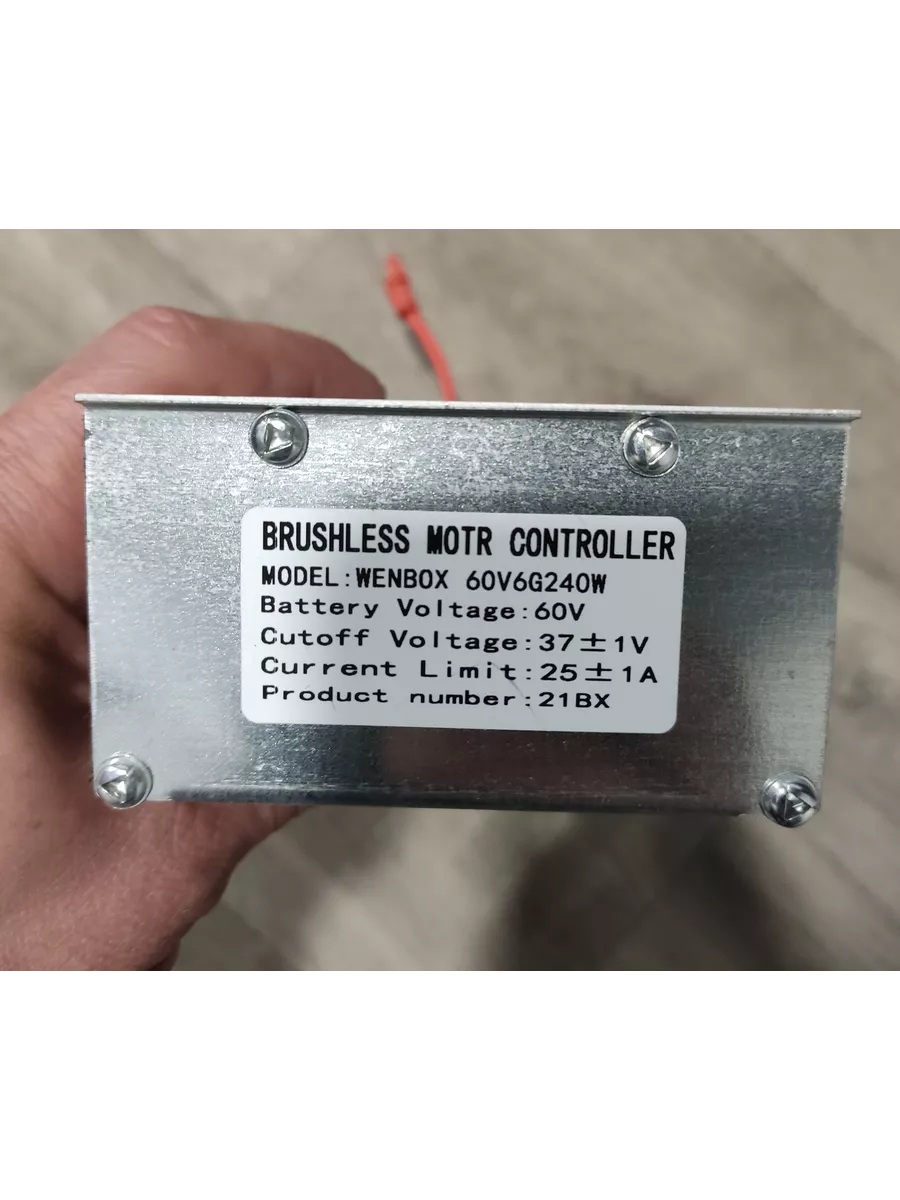 BRUSHLESS MOTR CONTROLLER
MODEL:WENBOX 60V6G240W
Battery Voltage:60V
Cutoff Voltage:37±1V
Current Limit:25±1A
Product number:21BX